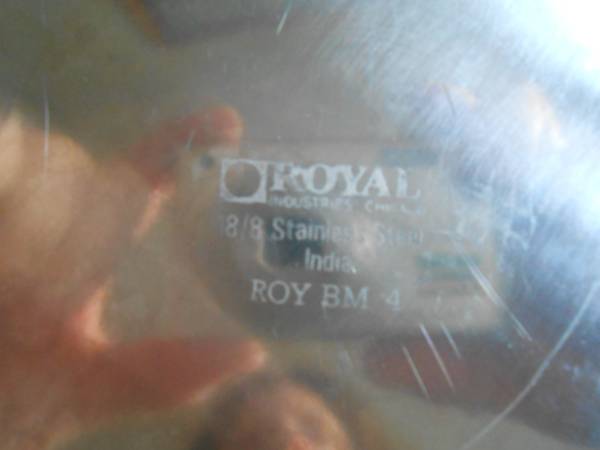 ROYAL
INDUSTRIES
18/8 Stainless Steel
India
ROY BM 4